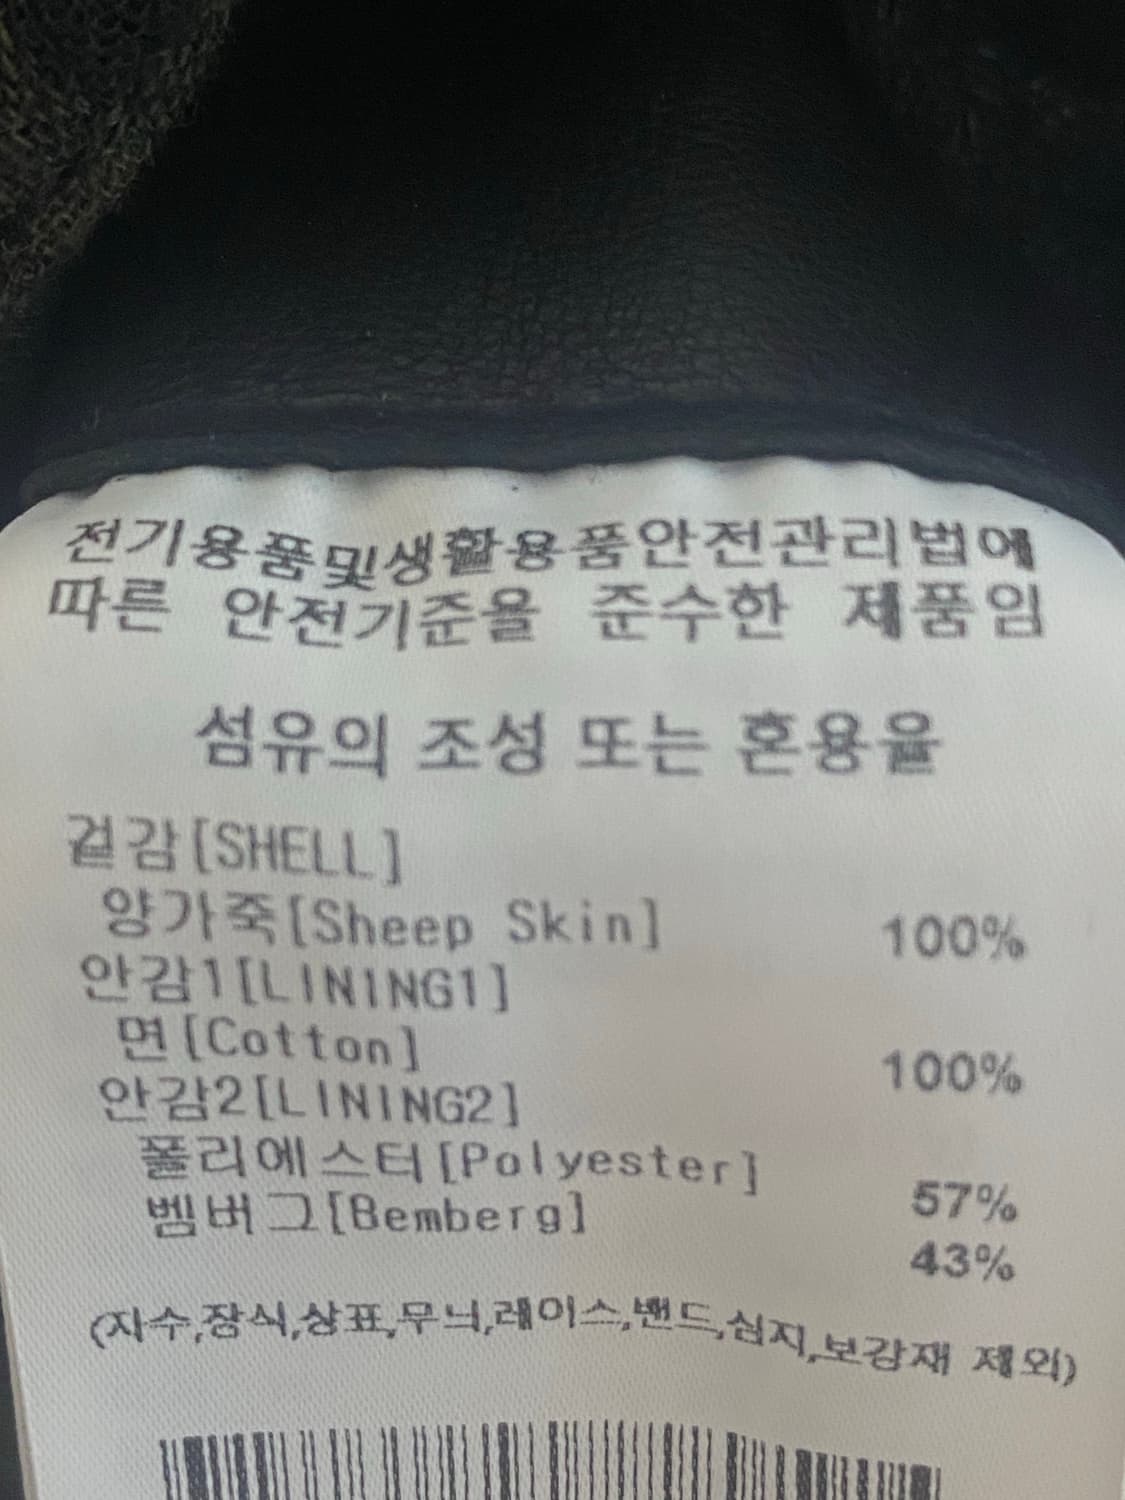 전기용품및생활용품안전관리법에
따른 안전기준을 준수한 제품임
섬유의 조성 또는 혼용율
겉감[SHELL]
양가죽[Sheep Skin] 100%
안감1[LINING1]
면[Cotton] 100%
안감2[LINING2]
폴리에스터[Polyester] 57%
벰버그[Bemberg] 43%
(자수,장식,상표,무늬,레이스,밴드,심지,보강재 제외)